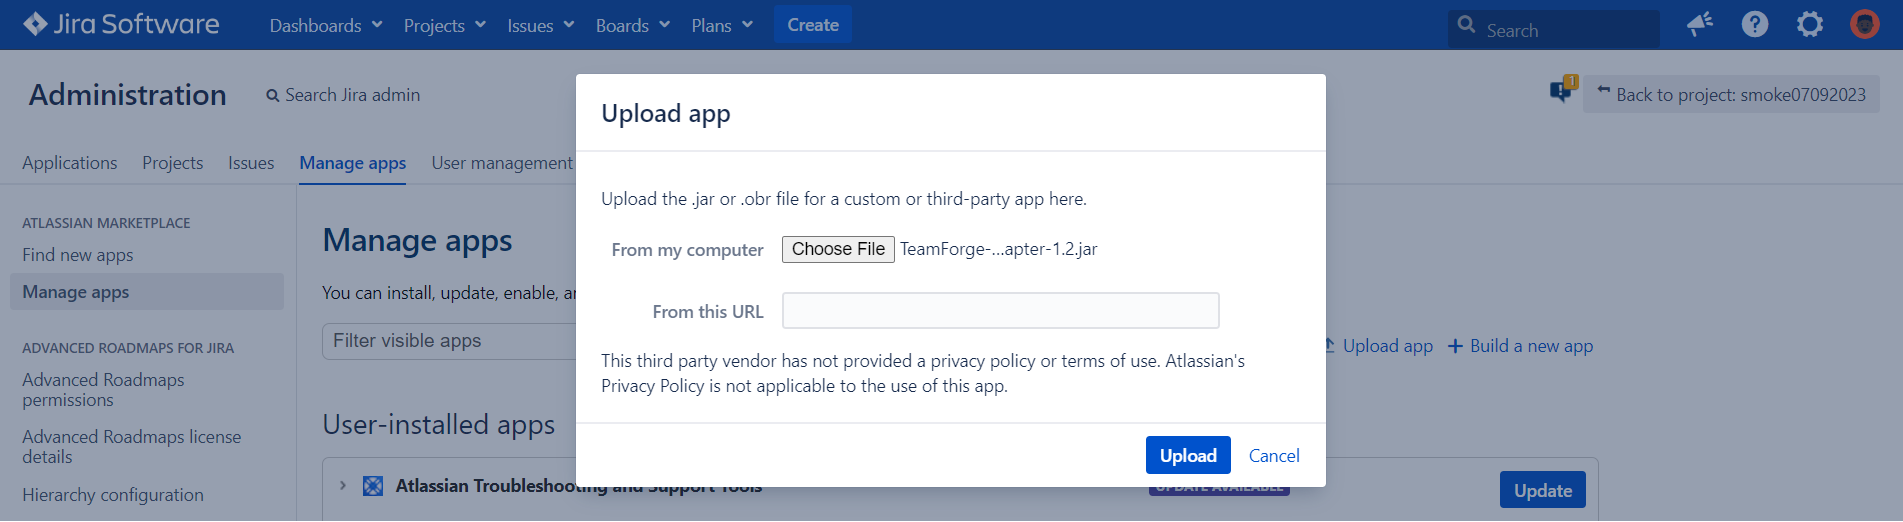 Jira Software Dashboards Projects Issues Boards Plans Create Search
Administration Search Jira admin 1 Back to project: smoke07092023
Applications Projects Issues Manage apps User management
ATLASSIAN MARKETPLACE
Find new apps
Manage apps
ADVANCED ROADMAPS FOR JIRA
Advanced Roadmaps
permissions
Advanced Roadmaps license
details
Hierarchy configuration
Manage apps
You can install, update, enable, a
Filter visible apps
Upload app Build a new app
User-installed apps
Atlassian Troubleshooting and Support Tools UPDATE AVAILABLE Update
Upload app
Upload the .jar or .obr file for a custom or third-party app here.
From my computer Choose File TeamForge-...apter-1.2.jar
From this URL
This third party vendor has not provided a privacy policy or terms of use. Atlassian's
Privacy Policy is not applicable to the use of this app.
Upload Cancel